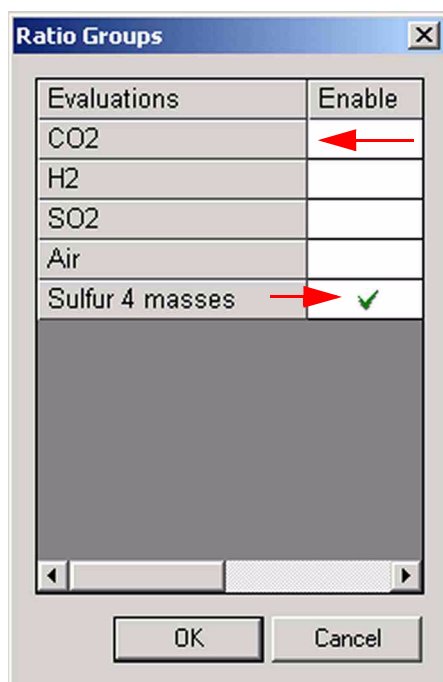 Ratio Groups
Evaluations Enable
CO2
H2
SO2
Air
Sulfur 4 masses
OK Cancel